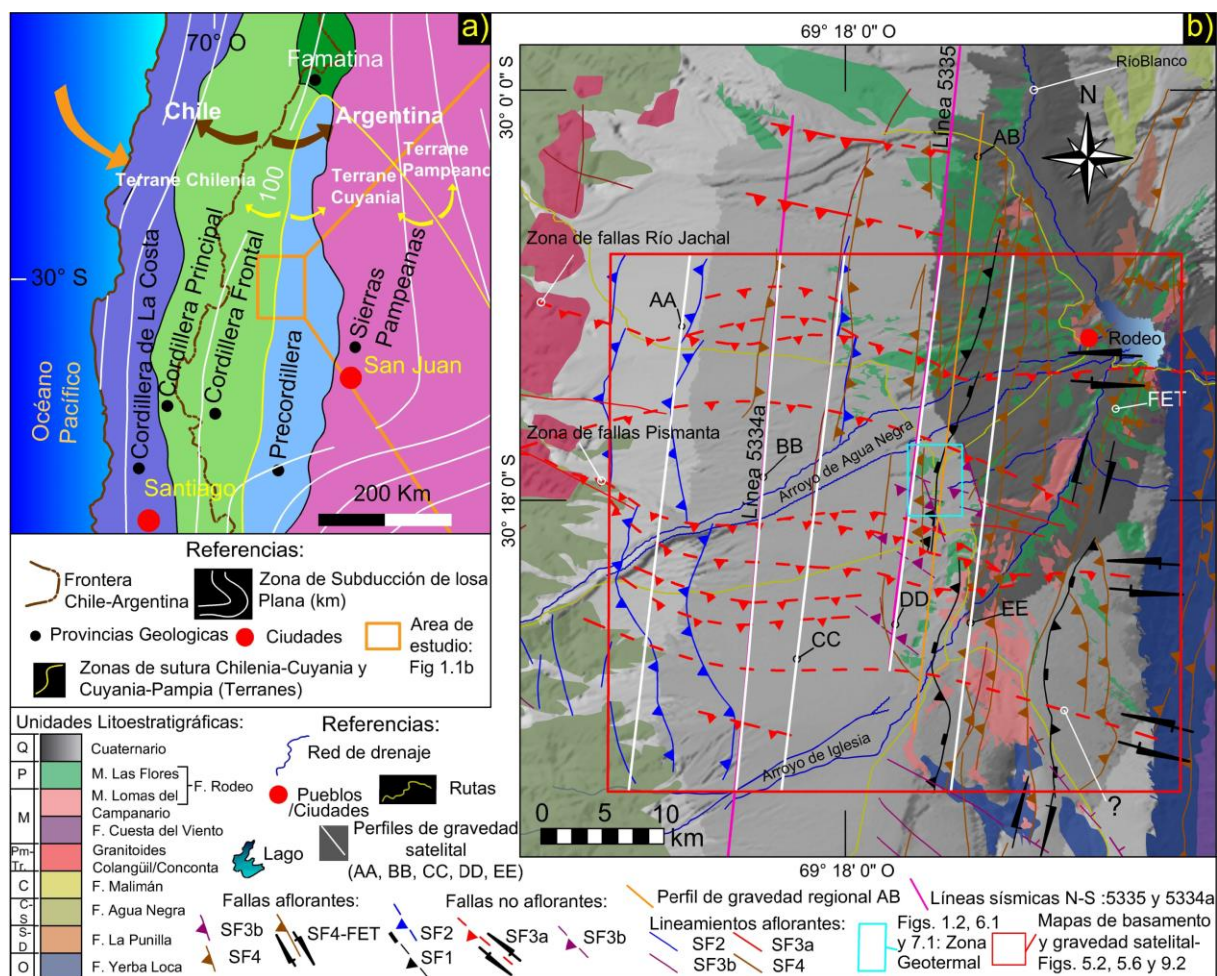 a)
70° O
Famatina
Chile
Argentina
Terrane Chilenia
Terrane Cuyania
Terrane Pampeano
100
30° S
Cordillera de La Costa
Cordillera Principal
Cordillera Frontal
Precordillera
Sierras Pampeanas
San Juan
Océano Pacífico
Santiago
200 Km
Referencias:
Frontera Chile-Argentina
Zona de Subducción de losa Plana (km)
Provincias Geologicas
Ciudades
Area de estudio: Fig 1.1b
Zonas de sutura Chilenia-Cuyania y Cuyania-Pampia (Terranes)
b)
69° 18' 0" O
30° 0' 0" S
Línea 5335
RíoBlanco
N
AB
Zona de fallas Río Jachal
AA
Rodeo
FET
Zona de fallas Pismanta
Línea 5334a
BB
Arroyo de Agua Negra
30° 18' 0" S
DD
EE
CC
Arroyo de Iglesia
?
0 5 10
km
69° 18' 0" O
Unidades Litoestratigráficas:
Q Cuaternario
P M. Las Flores
F. Rodeo
M M. Lomas del Campanario
F. Cuesta del Viento
Pm-Tr. Granitoides Colangüil/Conconta
C F. Malimán
C-S F. Agua Negra
S-D F. La Punilla
O F. Yerba Loca
Referencias:
Red de drenaje
Pueblos /Ciudades
Rutas
Lago
Perfiles de gravedad satelital
(AA, BB, CC, DD, EE)
Fallas aflorantes:
SF3b
SF4
SF4-FET
Fallas no aflorantes:
SF2
SF1
SF3a
SF3b
Perfil de gravedad regional AB
Lineamientos aflorantes:
SF2
SF3a
SF3b
SF4
Líneas sísmicas N-S :5335 y 5334a
Figs. 1.2, 6.1 y 7.1: Zona Geotermal
Mapas de basamento y gravedad satelital- Figs. 5.2, 5.6 y 9.2